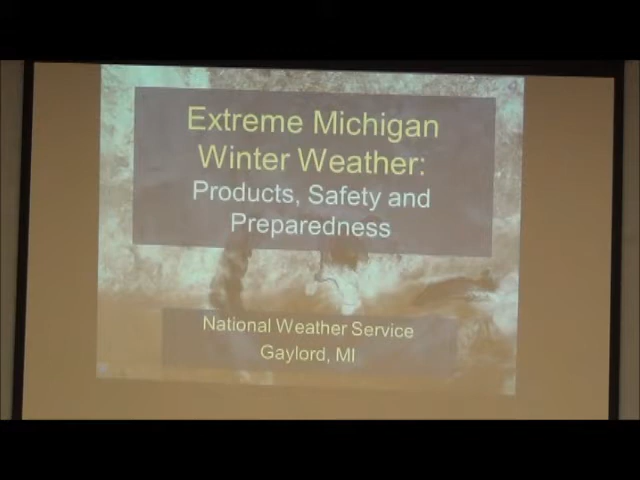 Extreme Michigan
Winter Weather:
Products, Safety and
Preparedness
National Weather Service
Gaylord, MI